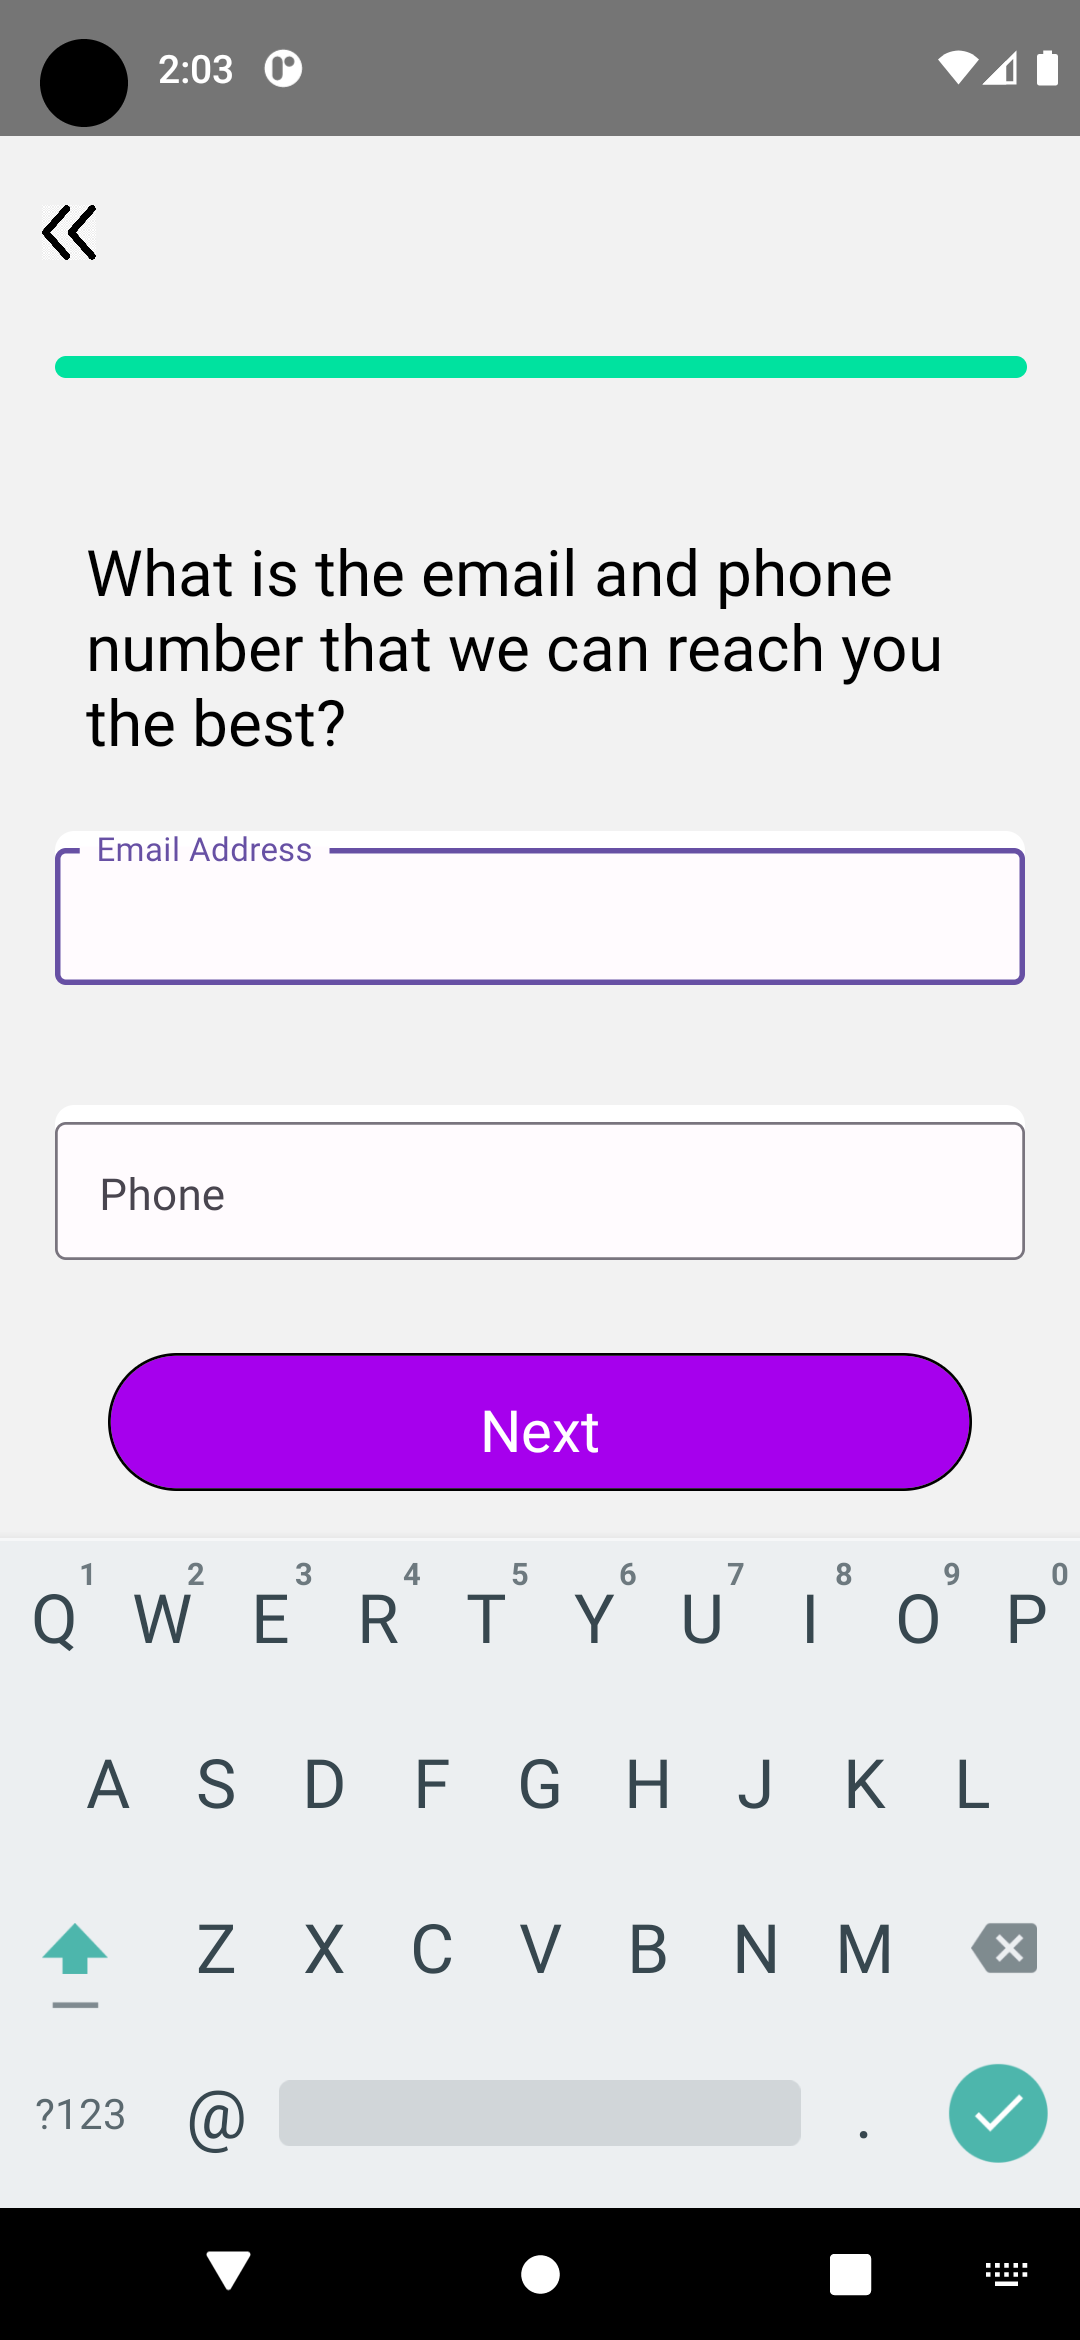 2:03
What is the email and phone
number that we can reach you
the best?
Email Address
Phone
Next
1 2 3 4 5 6 7 8 9 0
Q W E R T Y U I O P
A S D F G H J K L
Z X C V B N M
?123 @ .